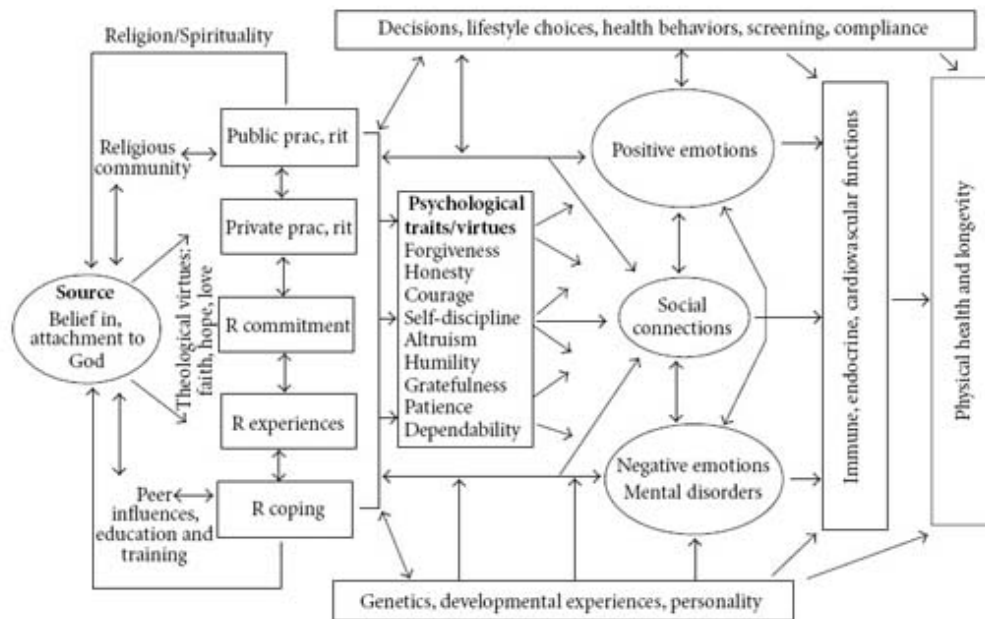 Religion/Spirituality
Decisions, lifestyle choices, health behaviors, screening, compliance
Public prac, rit
Religious
community
Private prac, rit
Theological virtues:
faith, hope, love
Source
Belief in,
attachment to
God
R commitment
R experiences
Peer
influences,
education and
training
R coping
Psychological
traits/virtues
Forgiveness
Honesty
Courage
Self-discipline
Altruism
Humility
Gratefulness
Patience
Dependability
Positive emotions
Social
connections
Negative emotions
Mental disorders
Immune, endocrine, cardiovascular functions
Physical health and longevity
Genetics, developmental experiences, personality